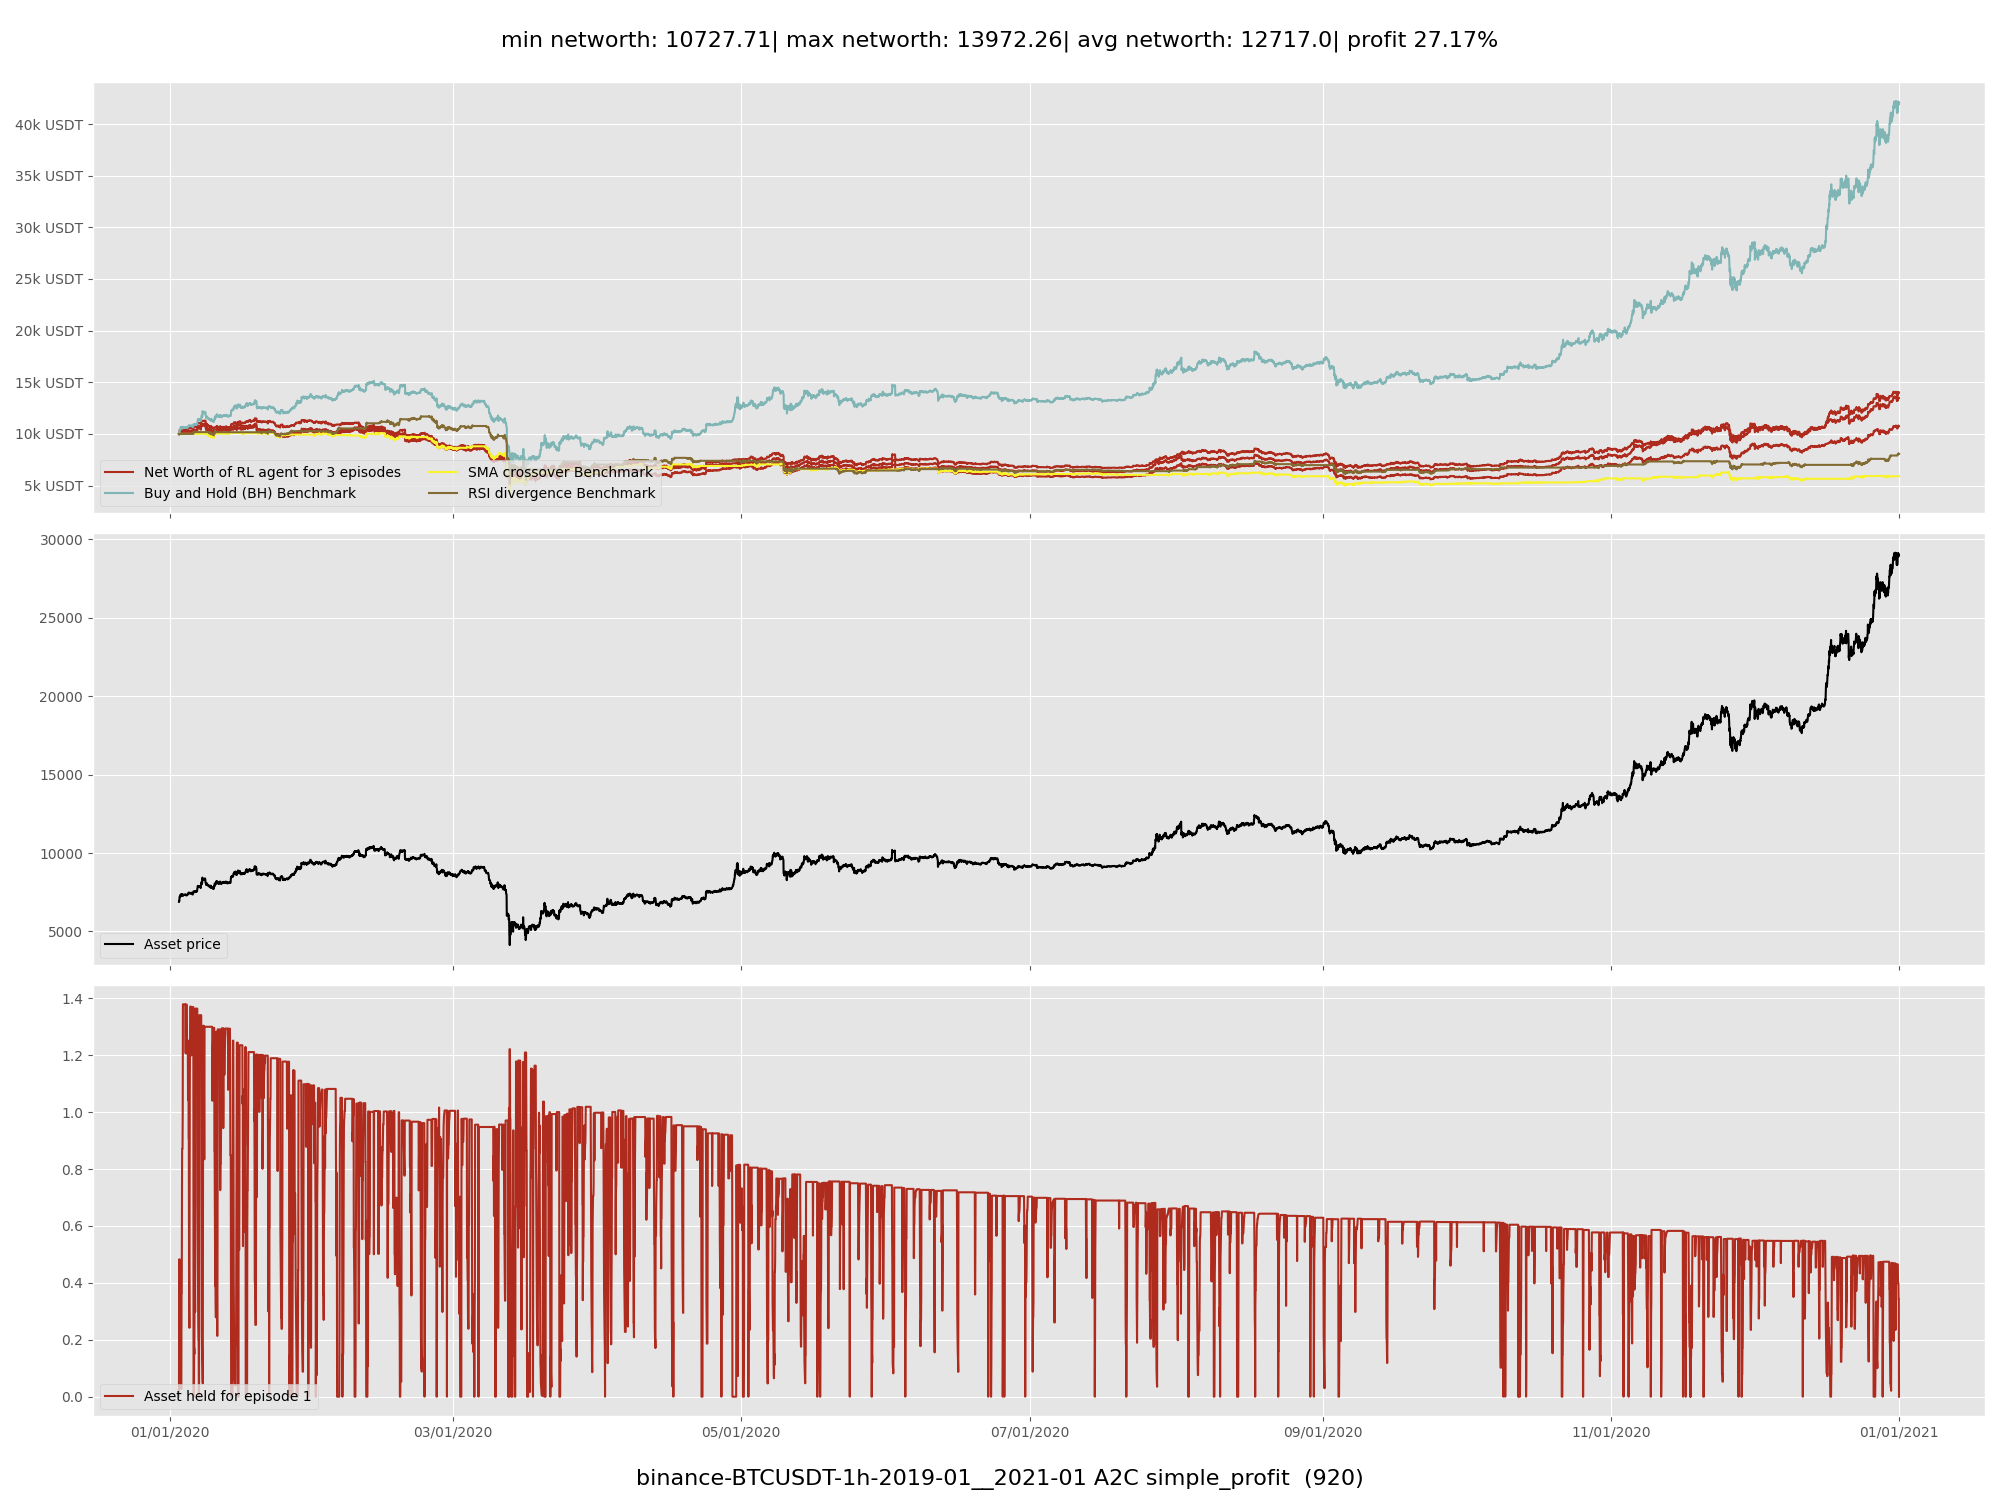 min networth: 10727.71| max networth: 13972.26| avg networth: 12717.0| profit 27.17%
40k USDT
35k USDT
30k USDT
25k USDT
20k USDT
15k USDT
10k USDT
5k USDT
Net Worth of RL agent for 3 episodes
Buy and Hold (BH) Benchmark
SMA crossover Benchmark
RSI divergence Benchmark
30000
25000
20000
15000
10000
5000
Asset price
1.4
1.2
1.0
0.8
0.6
0.4
0.2
0.0
Asset held for episode 1
01/01/2020
03/01/2020
05/01/2020
07/01/2020
09/01/2020
11/01/2020
01/01/2021
binance-BTCUSDT-1h-2019-01__2021-01 A2C simple_profit (920)